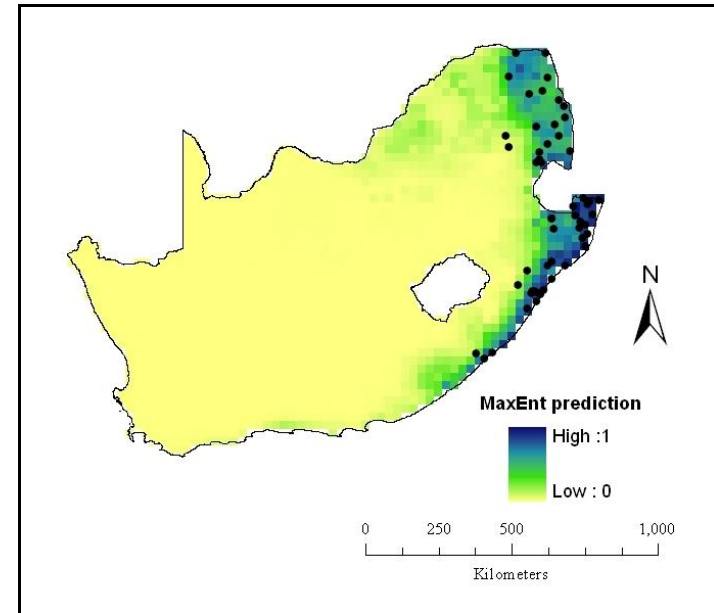 N
MaxEnt prediction
High :1
Low : 0
0 250 500 1,000
Kilometers